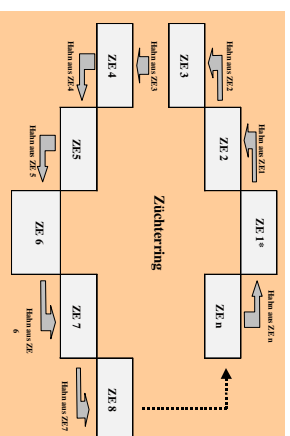 ZE 1*
Hahn aus ZE1
Hahn aus ZE n
ZE 2
ZE n
Hahn aus ZE2
ZE 3
Züchterring
Hahn aus ZE3
ZE 4
Hahn aus ZE4
ZE5
Hahn aus ZE 5
ZE 6
Hahn aus ZE
6
ZE 7
Hahn aus ZE7
ZE 8